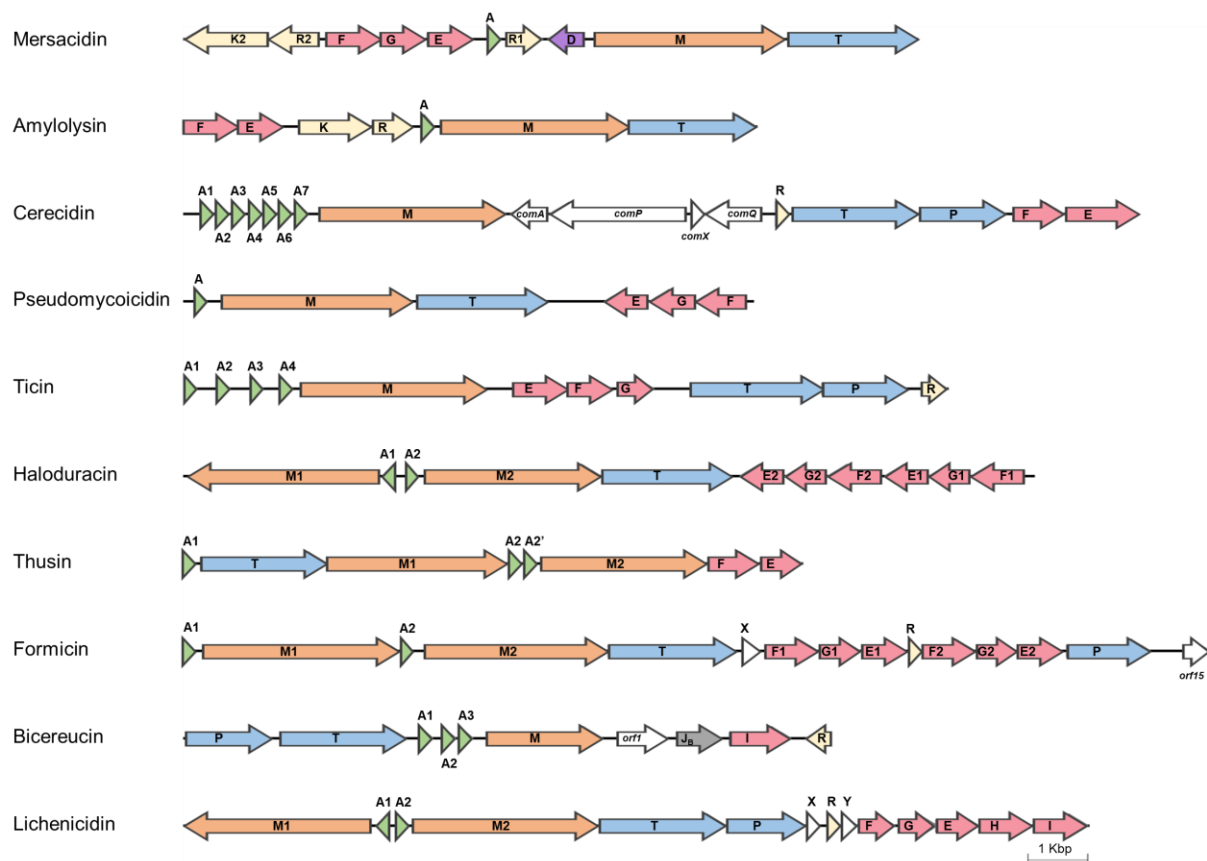 A
Mersacidin K2 R2 F G E R1 D M T
A
Amylolysin F E K R M T
A1 A3 A5 A7 R
Cerecidin M comA comP comQ T P F E
A2 A4 A6 comX
A
Pseudomycoicidin M T E G F
A1 A2 A3 A4
Ticin M E F G T P R
Haloduracin M1 A1 A2 M2 T E2 G2 F2 E1 G1 F1
A1 A2 A2'
Thusin T M1 M2 F E
A1 A2 X R
Formicin M1 M2 T F1 G1 E1 F2 G2 E2 P
orf15
A1 A3
Bicereucin P T M orf1 JB I R
A2
A1 A2 X R Y
Lichenicidin M1 M2 T P F G E H I
1 Kbp